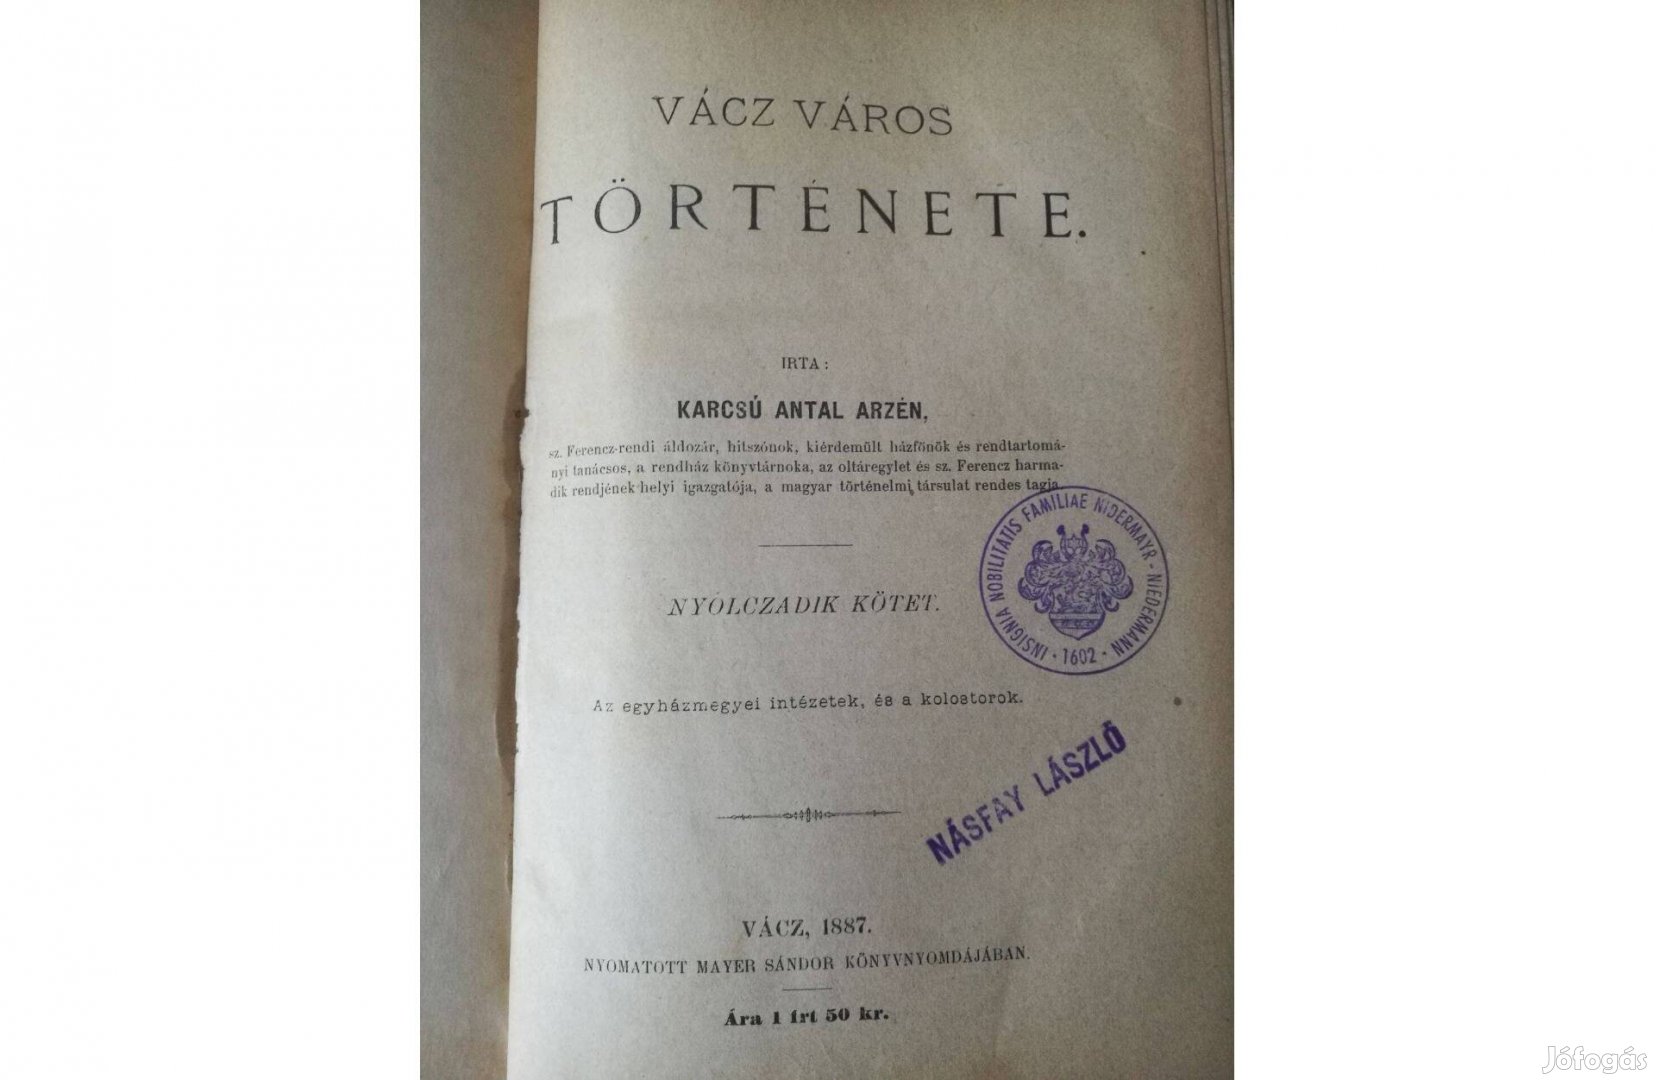 VÁCZ VÁROS
TÖRTÉNETE.
IRTA:
KARCSÚ ANTAL ARZÉN,
sz. Ferencz-rendi áldozár, hitszónok, kiérdemült házfőnök és rendtartomá-
nyi tanácsos, a rendház könyvtárnoka, az oltáregylet és sz. Ferencz harma-
dik rendjének helyi igazgatója, a magyar történelmi társulat rendes tagja.
NYOLCZADIK KÖTET.
INSIGNIA NOBILITATIS FAMILIAE NIDERMAYR - NIEDERMANN · 1602 ·
Az egyházmegyei intézetek, és a kolostorok.
NÁSFAY LÁSZLÓ
VÁCZ, 1887.
NYOMATOTT MAYER SÁNDOR KÖNYVNYOMDÁJÁBAN.
Ára 1 frt 50 kr.
Jófogás